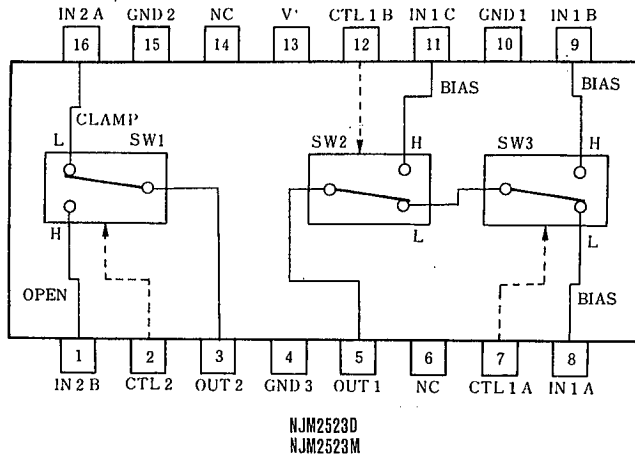 IN 2 A GND 2 NC V+ CTL 1 B IN 1 C GND 1 IN 1 B
16 15 14 13 12 11 10 9
BIAS BIAS
CLAMP
L SW1 SW2 H SW3 H
H L L
OPEN BIAS
1 2 3 4 5 6 7 8
IN 2 B CTL 2 OUT 2 GND 3 OUT 1 NC CTL 1 A IN 1 A
NJM2523D
NJM2523M